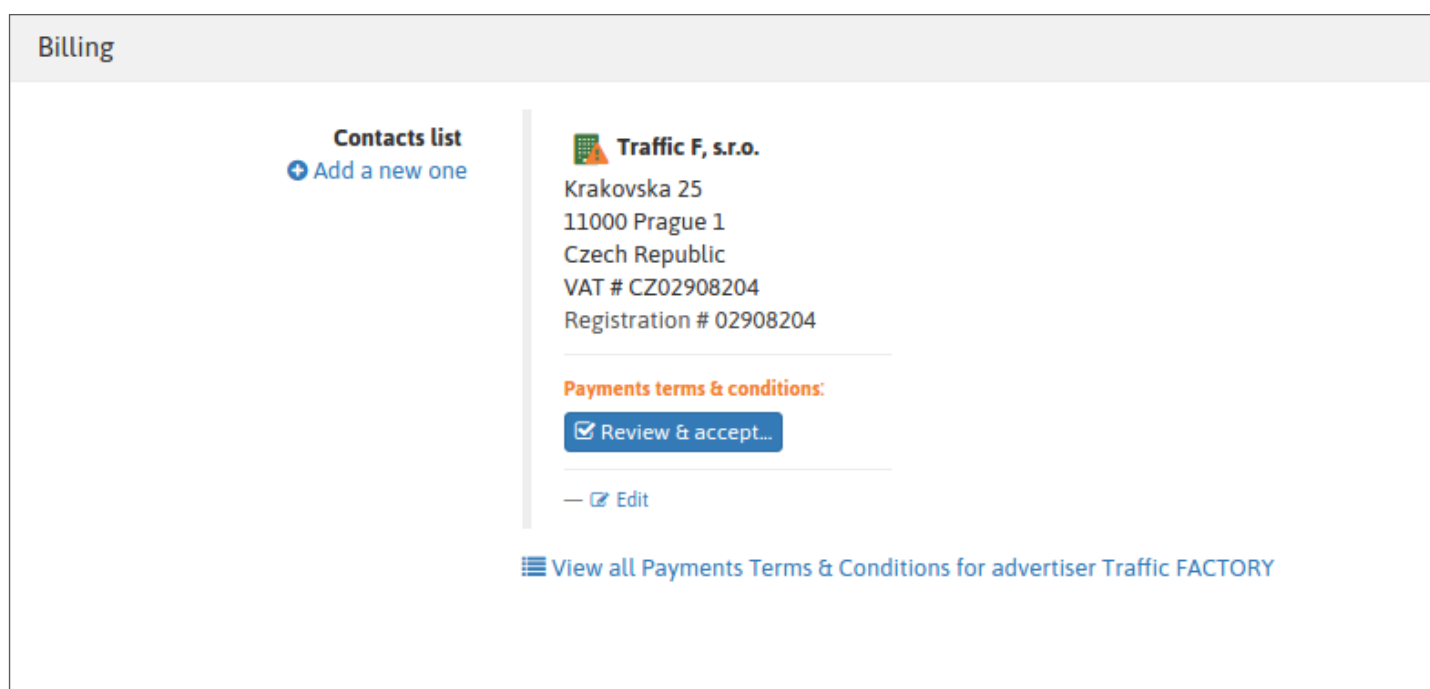 Billing
Contacts list
Add a new one
Traffic F, s.r.o.
Krakovska 25
11000 Prague 1
Czech Republic
VAT # CZ02908204
Registration # 02908204
Payments terms & conditions:
Review & accept...
— Edit
View all Payments Terms & Conditions for advertiser Traffic FACTORY